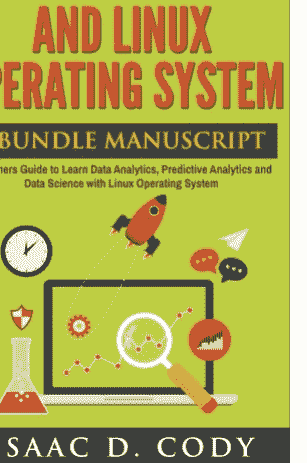 AND LINUX
PERATING SYSTEM
BUNDLE MANUSCRIPT
ners Guide to Learn Data Analytics, Predictive Analytics and
Data Science with Linux Operating System
SAAC D. CODY